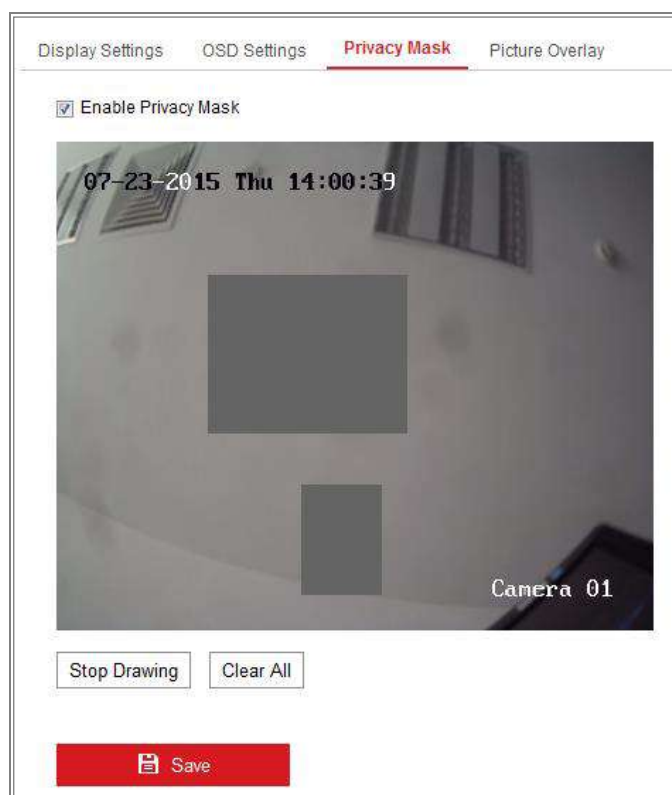 Display Settings OSD Settings Privacy Mask Picture Overlay
Enable Privacy Mask
07-23-2015 Thu 14:00:39
Camera 01
Stop Drawing Clear All
Save